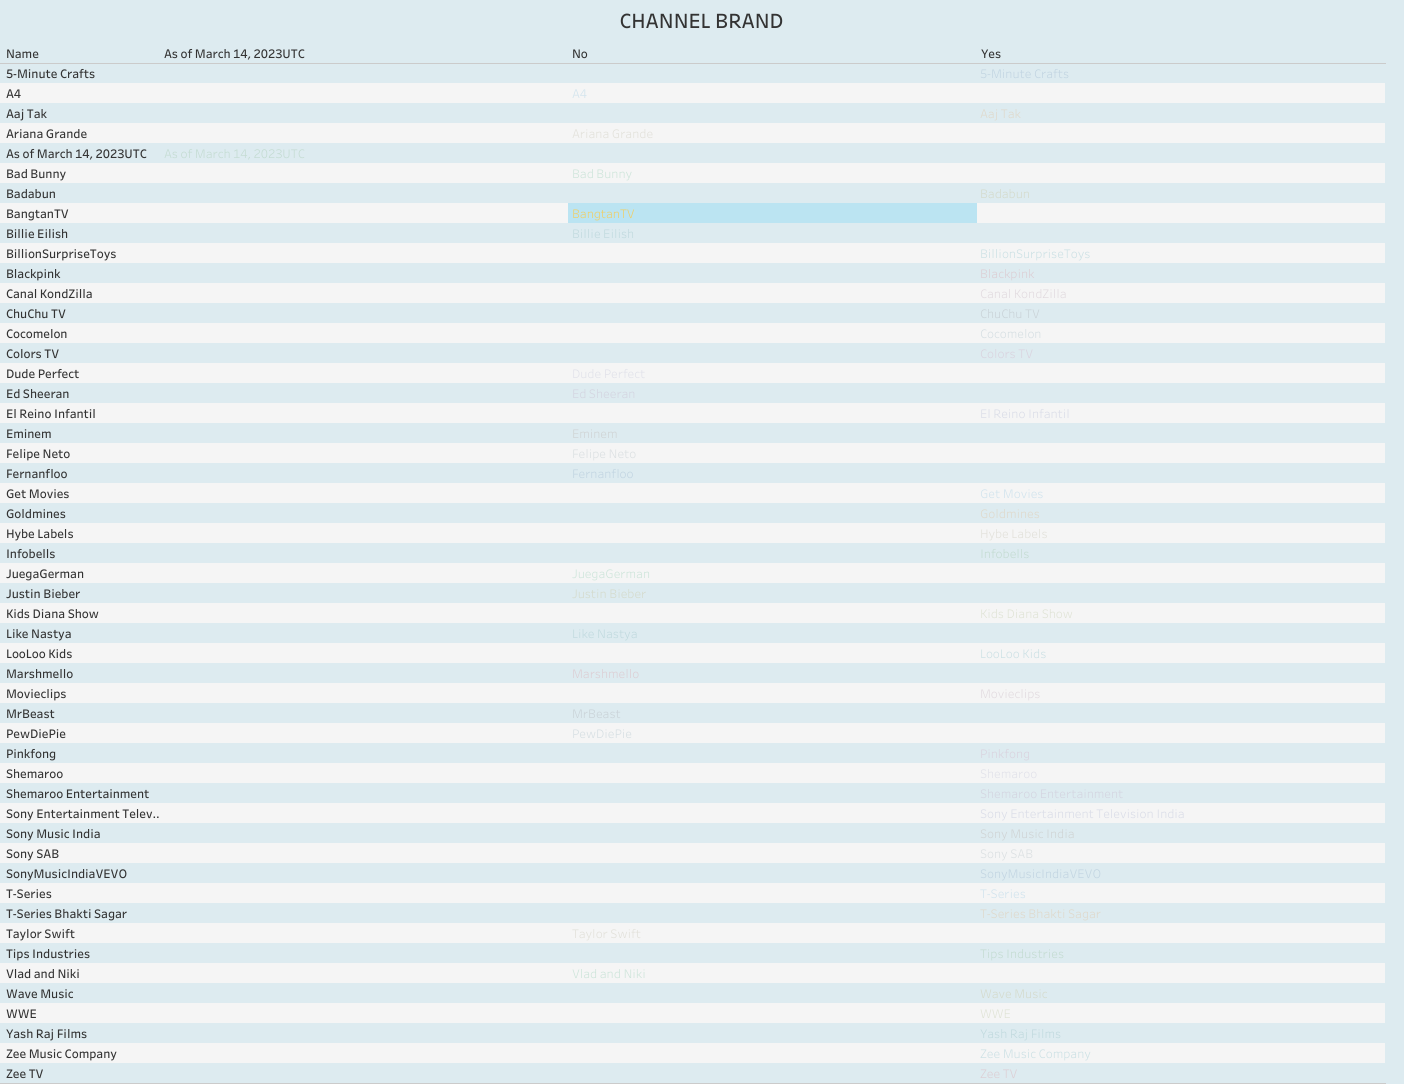 CHANNEL BRAND
Name As of March 14, 2023UTC No Yes
5-Minute Crafts 5-Minute Crafts
A4 A4
Aaj Tak Aaj Tak
Ariana Grande Ariana Grande
As of March 14, 2023UTC As of March 14, 2023UTC
Bad Bunny Bad Bunny
Badabun Badabun
BangtanTV BangtanTV
Billie Eilish Billie Eilish
BillionSurpriseToys BillionSurpriseToys
Blackpink Blackpink
Canal KondZilla Canal KondZilla
ChuChu TV ChuChu TV
Cocomelon Cocomelon
Colors TV Colors TV
Dude Perfect Dude Perfect
Ed Sheeran Ed Sheeran
El Reino Infantil El Reino Infantil
Eminem Eminem
Felipe Neto Felipe Neto
Fernanfloo Fernanfloo
Get Movies Get Movies
Goldmines Goldmines
Hybe Labels Hybe Labels
Infobells Infobells
JuegaGerman JuegaGerman
Justin Bieber Justin Bieber
Kids Diana Show Kids Diana Show
Like Nastya Like Nastya
LooLoo Kids LooLoo Kids
Marshmello Marshmello
Movieclips Movieclips
MrBeast MrBeast
PewDiePie PewDiePie
Pinkfong Pinkfong
Shemaroo Shemaroo
Shemaroo Entertainment Shemaroo Entertainment
Sony Entertainment Telev.. Sony Entertainment Television India
Sony Music India Sony Music India
Sony SAB Sony SAB
SonyMusicIndiaVEVO SonyMusicIndiaVEVO
T-Series T-Series
T-Series Bhakti Sagar T-Series Bhakti Sagar
Taylor Swift Taylor Swift
Tips Industries Tips Industries
Vlad and Niki Vlad and Niki
Wave Music Wave Music
WWE WWE
Yash Raj Films Yash Raj Films
Zee Music Company Zee Music Company
Zee TV Zee TV